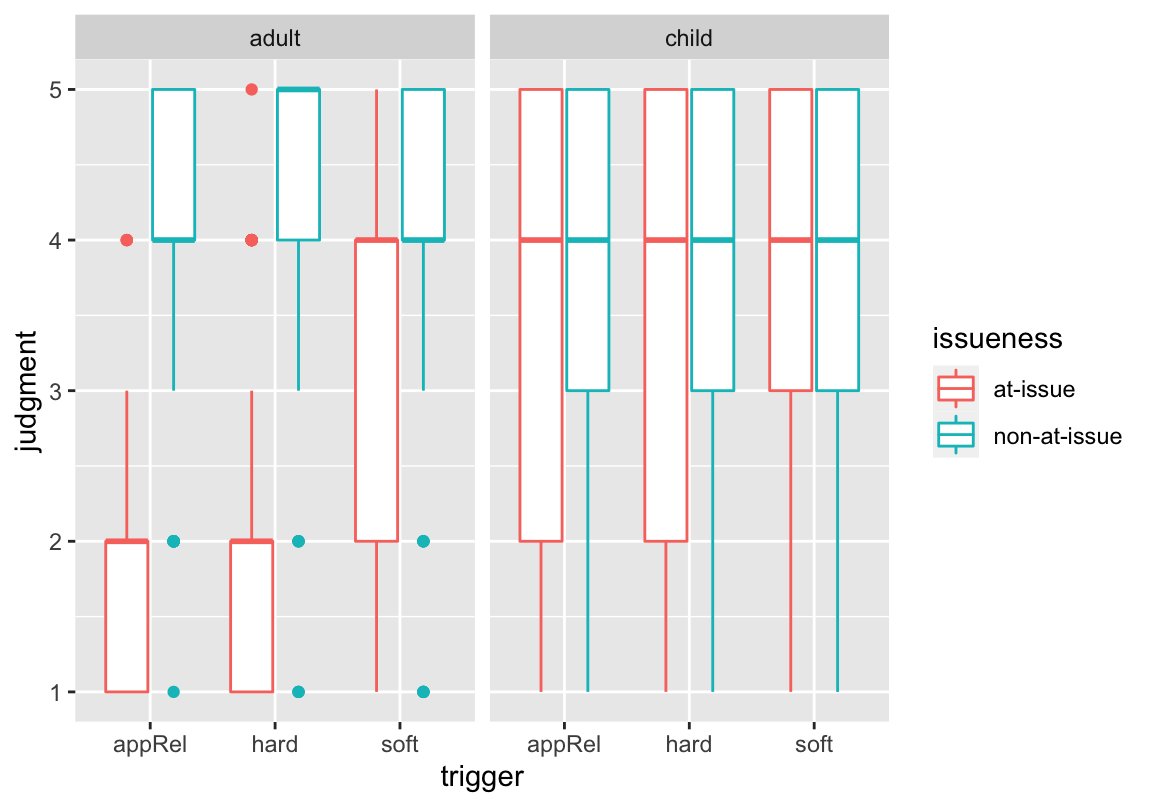 adult child
5
4
3
2
1
judgment
appRel hard soft appRel hard soft
trigger
issueness
at-issue
non-at-issue